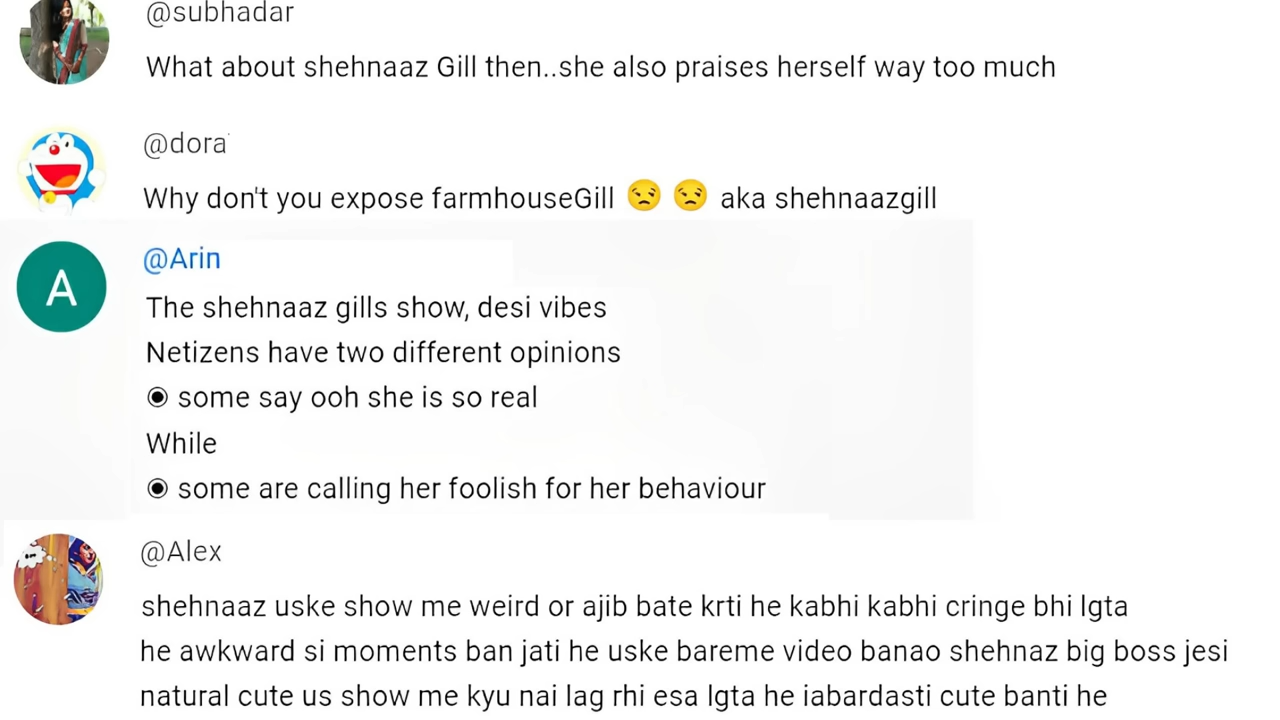 @subhadar
What about shehnaaz Gill then..she also praises herself way too much
@dora
Why don't you expose farmhouseGill 😒 😒 aka shehnaazgill
A
@Arin
The shehnaaz gills show, desi vibes
Netizens have two different opinions
◉ some say ooh she is so real
While
◉ some are calling her foolish for her behaviour
@Alex
shehnaaz uske show me weird or ajib bate krti he kabhi kabhi cringe bhi lgta
he awkward si moments ban jati he uske bareme video banao shehnaz big boss jesi
natural cute us show me kyu nai lag rhi esa lgta he iabardasti cute banti he